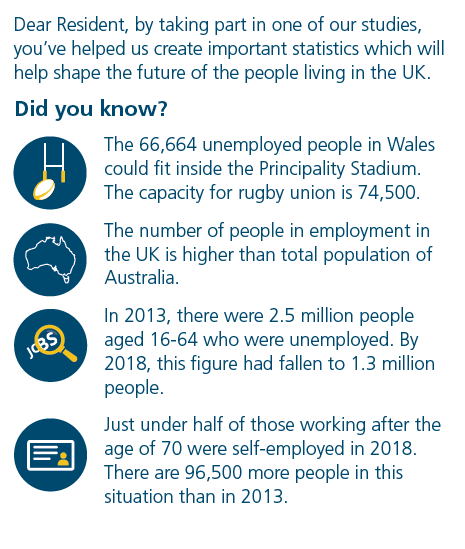 Dear Resident, by taking part in one of our studies,
you’ve helped us create important statistics which will
help shape the future of the people living in the UK.
Did you know?
The 66,664 unemployed people in Wales
could fit inside the Principality Stadium.
The capacity for rugby union is 74,500.
The number of people in employment in
the UK is higher than total population of
Australia.
JOBS
In 2013, there were 2.5 million people
aged 16-64 who were unemployed. By
2018, this figure had fallen to 1.3 million
people.
Just under half of those working after the
age of 70 were self-employed in 2018.
There are 96,500 more people in this
situation than in 2013.